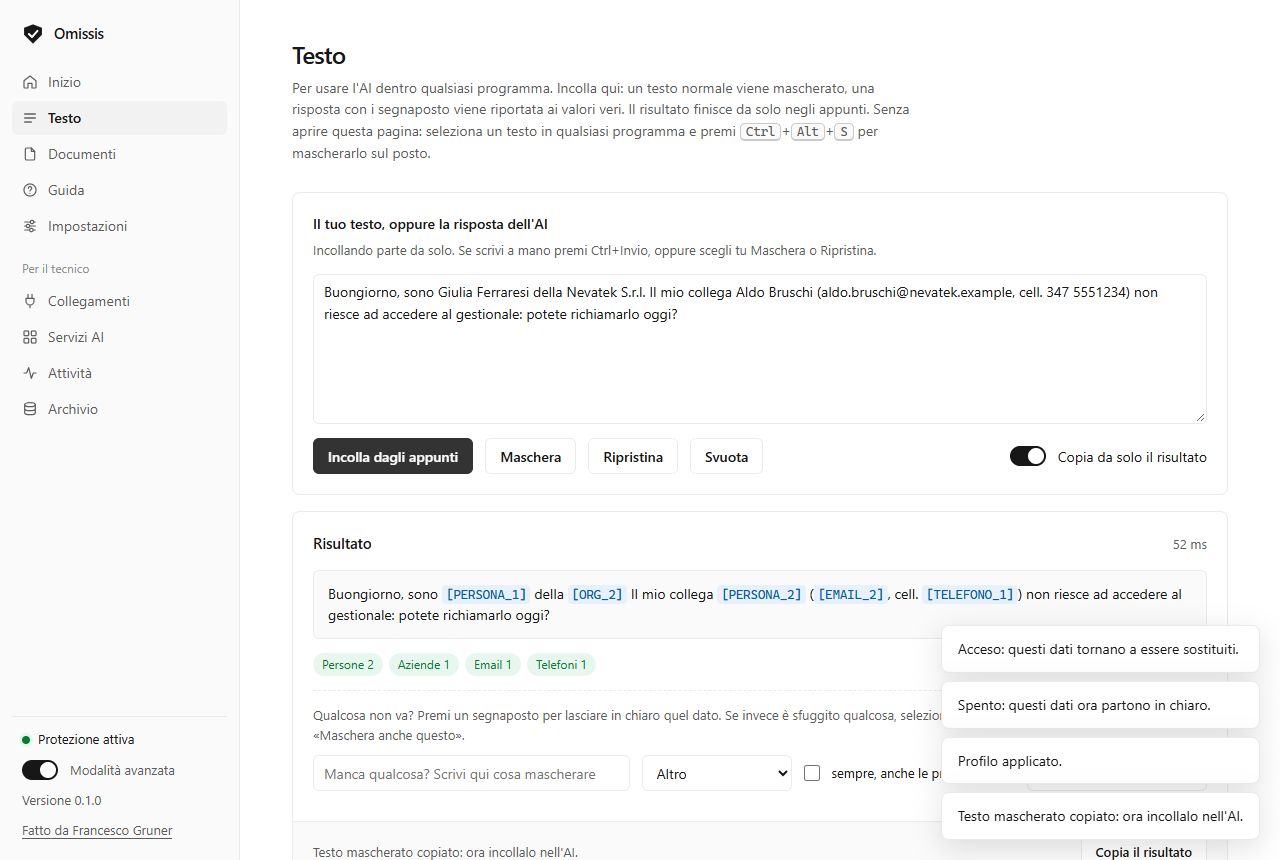 Omissis
Inizio
Testo
Documenti
Guida
Impostazioni
Per il tecnico
Collegamenti
Servizi AI
Attività
Archivio
Protezione attiva
Modalità avanzata
Versione 0.1.0
Fatto da Francesco Gruner
Testo
Per usare l'AI dentro qualsiasi programma. Incolla qui: un testo normale viene mascherato, una
risposta con i segnaposto viene riportata ai valori veri. Il risultato finisce da solo negli appunti. Senza
aprire questa pagina: seleziona un testo in qualsiasi programma e premi Ctrl+Alt+S per
mascherarlo sul posto.
Il tuo testo, oppure la risposta dell'AI
Incollando parte da solo. Se scrivi a mano premi Ctrl+Invio, oppure scegli tu Maschera o Ripristina.
Buongiorno, sono Giulia Ferraresi della Nevatek S.r.l. Il mio collega Aldo Bruschi (aldo.bruschi@nevatek.example, cell. 347 5551234) non
riesce ad accedere al gestionale: potete richiamarlo oggi?
Incolla dagli appunti
Maschera
Ripristina
Svuota
Copia da solo il risultato
Risultato
52 ms
Buongiorno, sono [PERSONA_1] della [ORG_2] Il mio collega [PERSONA_2] ([EMAIL_2], cell. [TELEFONO_1]) non riesce ad accedere al
gestionale: potete richiamarlo oggi?
Persone 2
Aziende 1
Email 1
Telefoni 1
Qualcosa non va? Premi un segnaposto per lasciare in chiaro quel dato. Se invece è sfuggito qualcosa,
«Maschera anche questo».
Manca qualcosa? Scrivi qui cosa mascherare
Altro
sempre, anche le
Testo mascherato copiato: ora incollalo nell'AI.
Copia il risultato
Acceso: questi dati tornano a essere sostituiti.
Spento: questi dati ora partono in chiaro.
Profilo applicato.
Testo mascherato copiato: ora incollalo nell'AI.